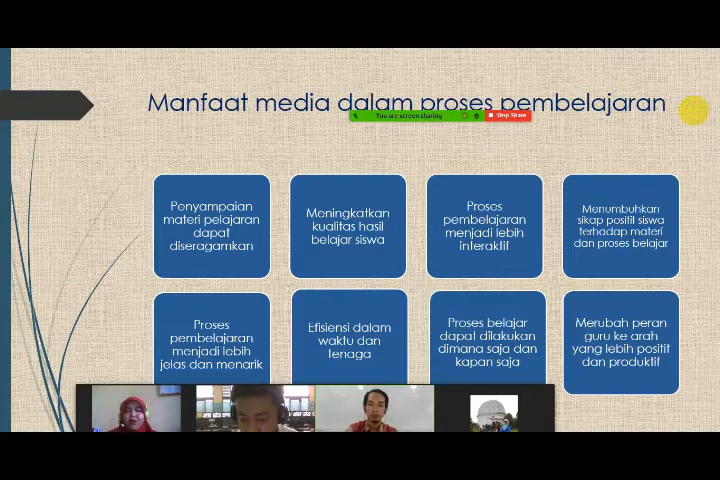 Manfaat media dalam proses pembelajaran
You are screen sharing
Stop Share
Penyampaian
materi pelajaran
dapat
diseragamkan
Meningkatkan
kualitas hasil
belajar siswa
Proses
pembelajaran
menjadi lebih
interaktif
Menumbuhkan
sikap positif siswa
terhadap materi
dan proses belajar
Proses
pembelajaran
menjadi lebih
jelas dan menarik
Efisiensi dalam
waktu dan
tenaga
Proses belajar
dapat dilakukan
dimana saja dan
kapan saja
Merubah peran
guru ke arah
yang lebih positif
dan produktif